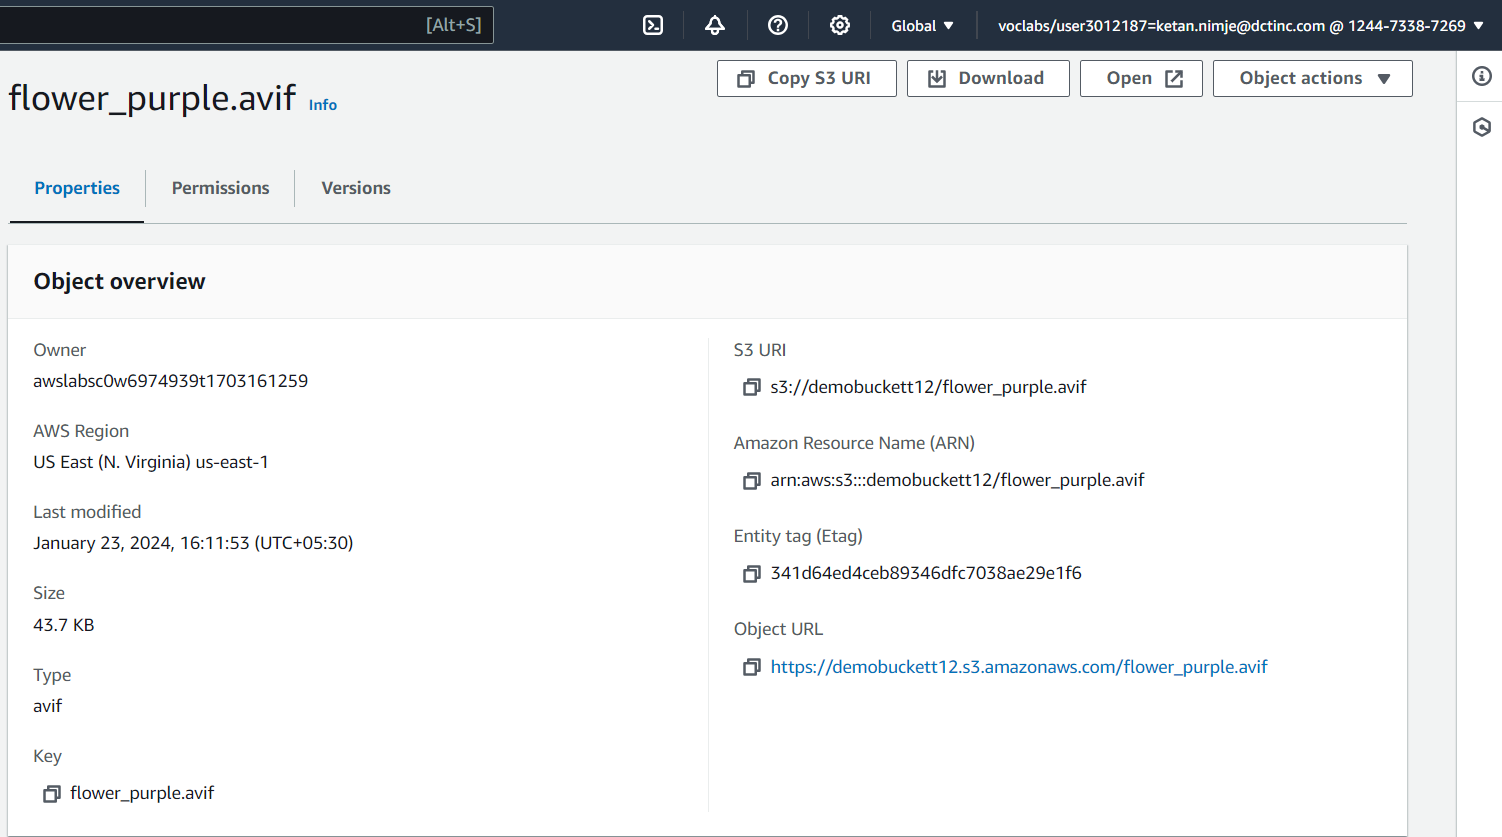 [Alt+S]
Global
voclabs/user3012187=ketan.nimje@dctinc.com @ 1244-7338-7269
flower_purple.avif Info
Copy S3 URI
Download
Open
Object actions
Properties
Permissions
Versions
Object overview
Owner
awslabsc0w6974939t1703161259
AWS Region
US East (N. Virginia) us-east-1
Last modified
January 23, 2024, 16:11:53 (UTC+05:30)
Size
43.7 KB
Type
avif
Key
flower_purple.avif
S3 URI
s3://demobuckett12/flower_purple.avif
Amazon Resource Name (ARN)
arn:aws:s3:::demobuckett12/flower_purple.avif
Entity tag (Etag)
341d64ed4ceb89346dfc7038ae29e1f6
Object URL
https://demobuckett12.s3.amazonaws.com/flower_purple.avif